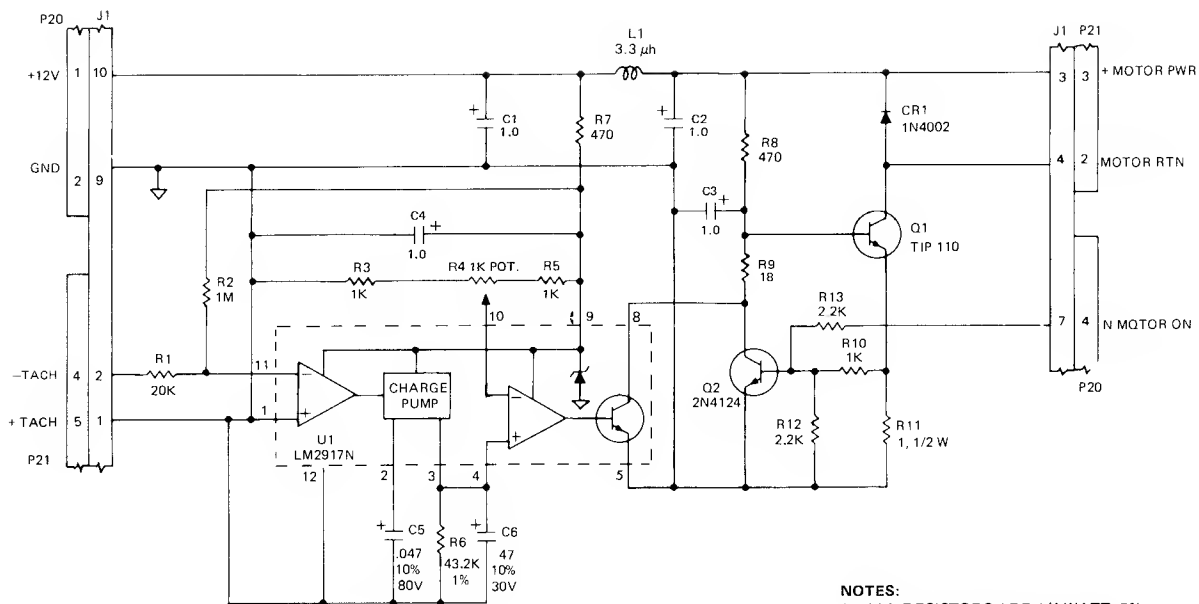 P20 J1
+12V 1 10
GND
2 9
L1
3.3 µh
C1
1.0
R7
470
+
C2
1.0
+
R8
470
C3
1.0
+
J1 P21
3 3 + MOTOR PWR
CR1
1N4002
4 2 MOTOR RTN
Q1
TIP 110
C4
1.0
+
R2
1M
R3
1K
R4 1K POT.
R5
1K
R9
18
R13
2.2K
R10
1K
7 4 N MOTOR ON
P20
Q2
2N4124
R12
2.2K
R11
1, 1/2 W
10 9 8
-TACH 4 2
R1
20K
11
+ TACH 5 1
1
P21
−
+
CHARGE
PUMP
−
+
U1
LM2917N
12 2 3 4 5
+
C5
.047
10%
80V
R6
43.2K
1%
+
C6
47
10%
30V
NOTES: